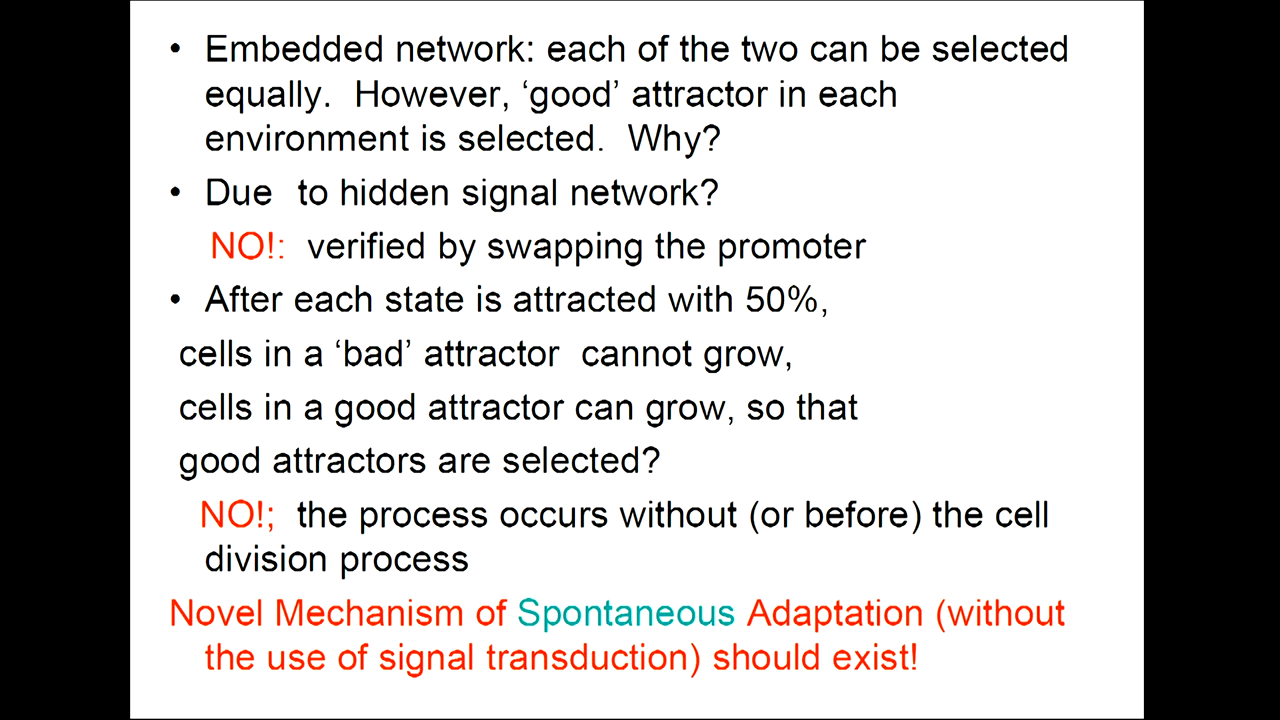 • Embedded network: each of the two can be selected
equally.  However, ‘good’ attractor in each
environment is selected.  Why?
• Due  to hidden signal network?
NO!:  verified by swapping the promoter
• After each state is attracted with 50%,
cells in a ‘bad’ attractor  cannot grow,
cells in a good attractor can grow, so that
good attractors are selected?
NO!;  the process occurs without (or before) the cell
division process
Novel Mechanism of Spontaneous Adaptation (without
the use of signal transduction) should exist!